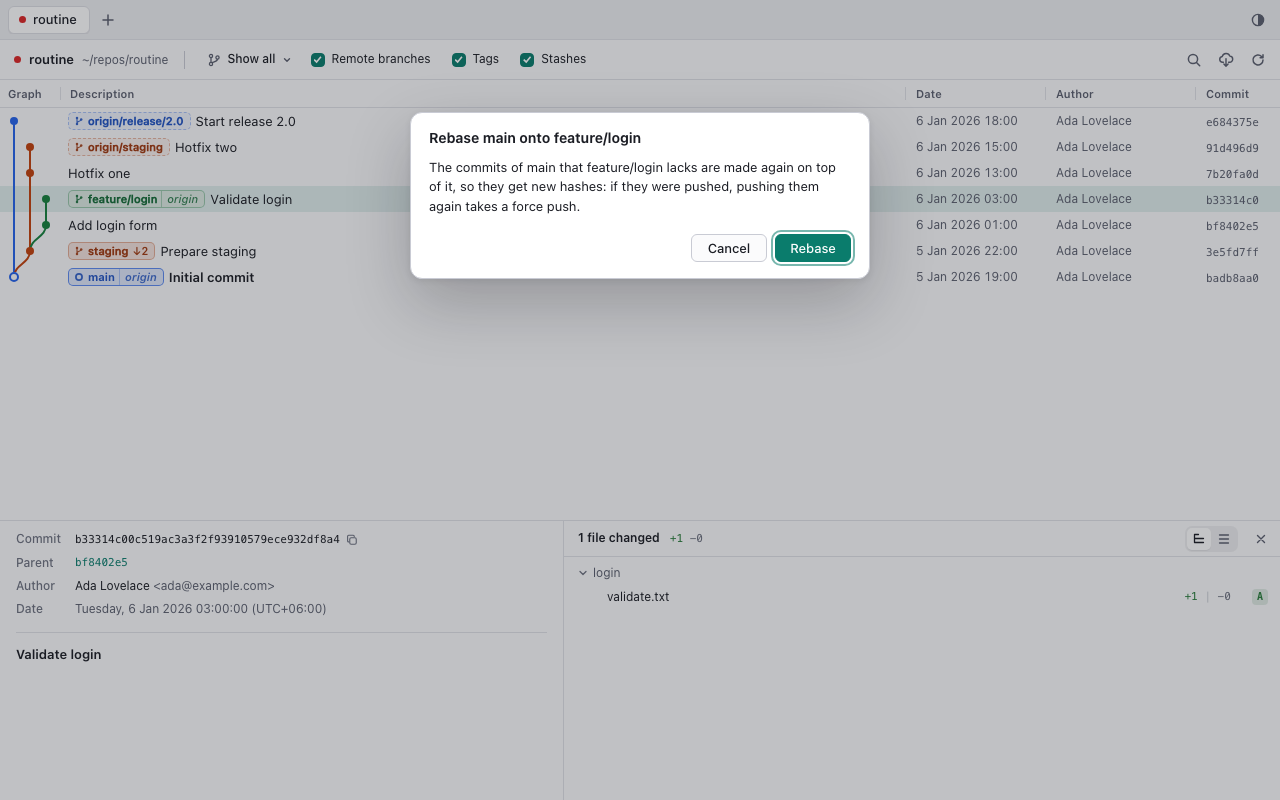 routine
routine ~/repos/routine Show all Remote branches Tags Stashes
Graph Description Date Author Commit
origin/release/2.0 Start release 2.0 6 Jan 2026 18:00 Ada Lovelace e684375e
origin/staging Hotfix two 6 Jan 2026 15:00 Ada Lovelace 91d496d9
Hotfix one 6 Jan 2026 13:00 Ada Lovelace 7b20fa0d
feature/login origin Validate login 6 Jan 2026 03:00 Ada Lovelace b33314c0
Add login form 6 Jan 2026 01:00 Ada Lovelace bf8402e5
staging ↓2 Prepare staging 5 Jan 2026 22:00 Ada Lovelace 3e5fd7ff
main origin Initial commit 5 Jan 2026 19:00 Ada Lovelace badb8aa0
Rebase main onto feature/login
The commits of main that feature/login lacks are made again on top
of it, so they get new hashes: if they were pushed, pushing them
again takes a force push.
Cancel Rebase
Commit b33314c00c519ac3a3f2f93910579ece932df8a4
Parent bf8402e5
Author Ada Lovelace <ada@example.com>
Date Tuesday, 6 Jan 2026 03:00:00 (UTC+06:00)
Validate login
1 file changed +1 −0
login
validate.txt +1 | −0 A